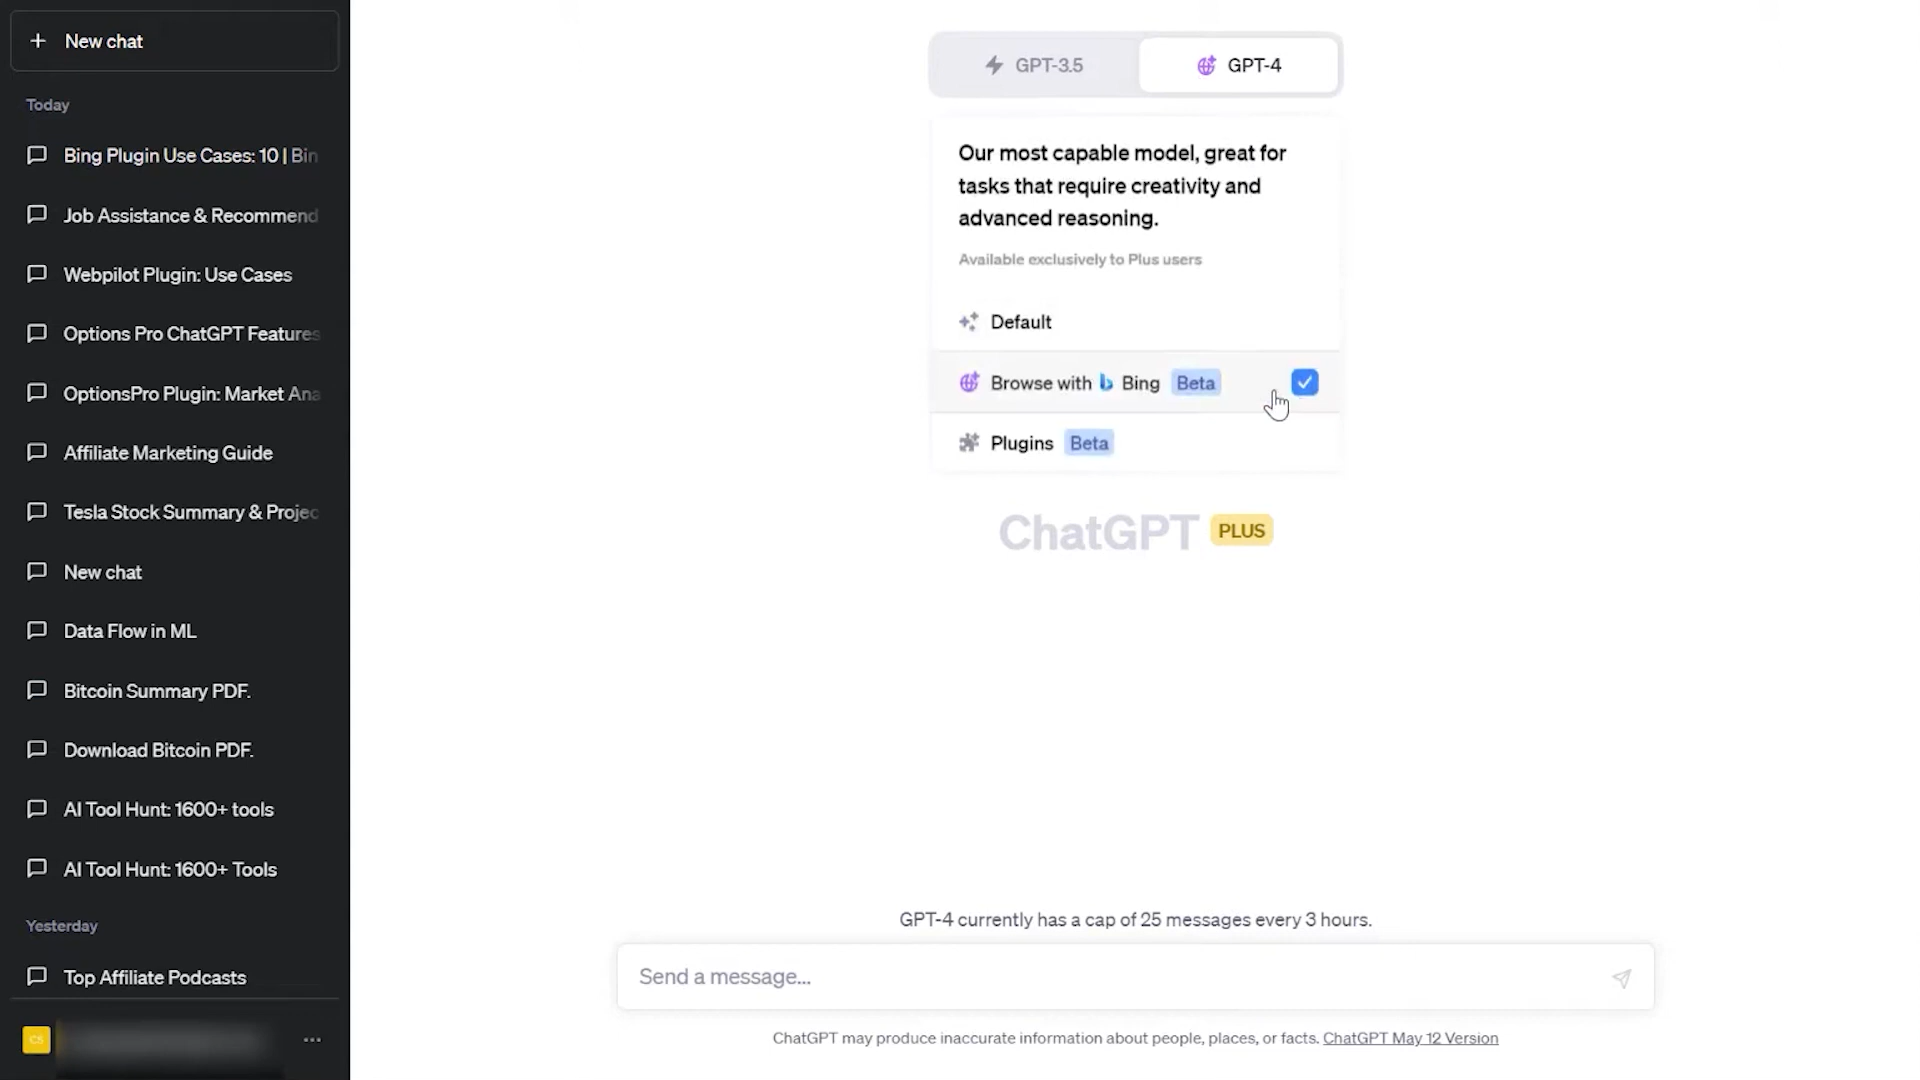 New chat
Today
Bing Plugin Use Cases: 10 | Bin
Job Assistance & Recommend
Webpilot Plugin: Use Cases
Options Pro ChatGPT Features
OptionsPro Plugin: Market Ana
Affiliate Marketing Guide
Tesla Stock Summary & Projec
New chat
Data Flow in ML
Bitcoin Summary PDF.
Download Bitcoin PDF.
AI Tool Hunt: 1600+ tools
AI Tool Hunt: 1600+ Tools
Yesterday
Top Affiliate Podcasts
CS
GPT-3.5
GPT-4
Our most capable model, great for
tasks that require creativity and
advanced reasoning.
Available exclusively to Plus users
Default
Browse with Bing Beta
Plugins Beta
ChatGPT PLUS
GPT-4 currently has a cap of 25 messages every 3 hours.
Send a message...
ChatGPT may produce inaccurate information about people, places, or facts. ChatGPT May 12 Version